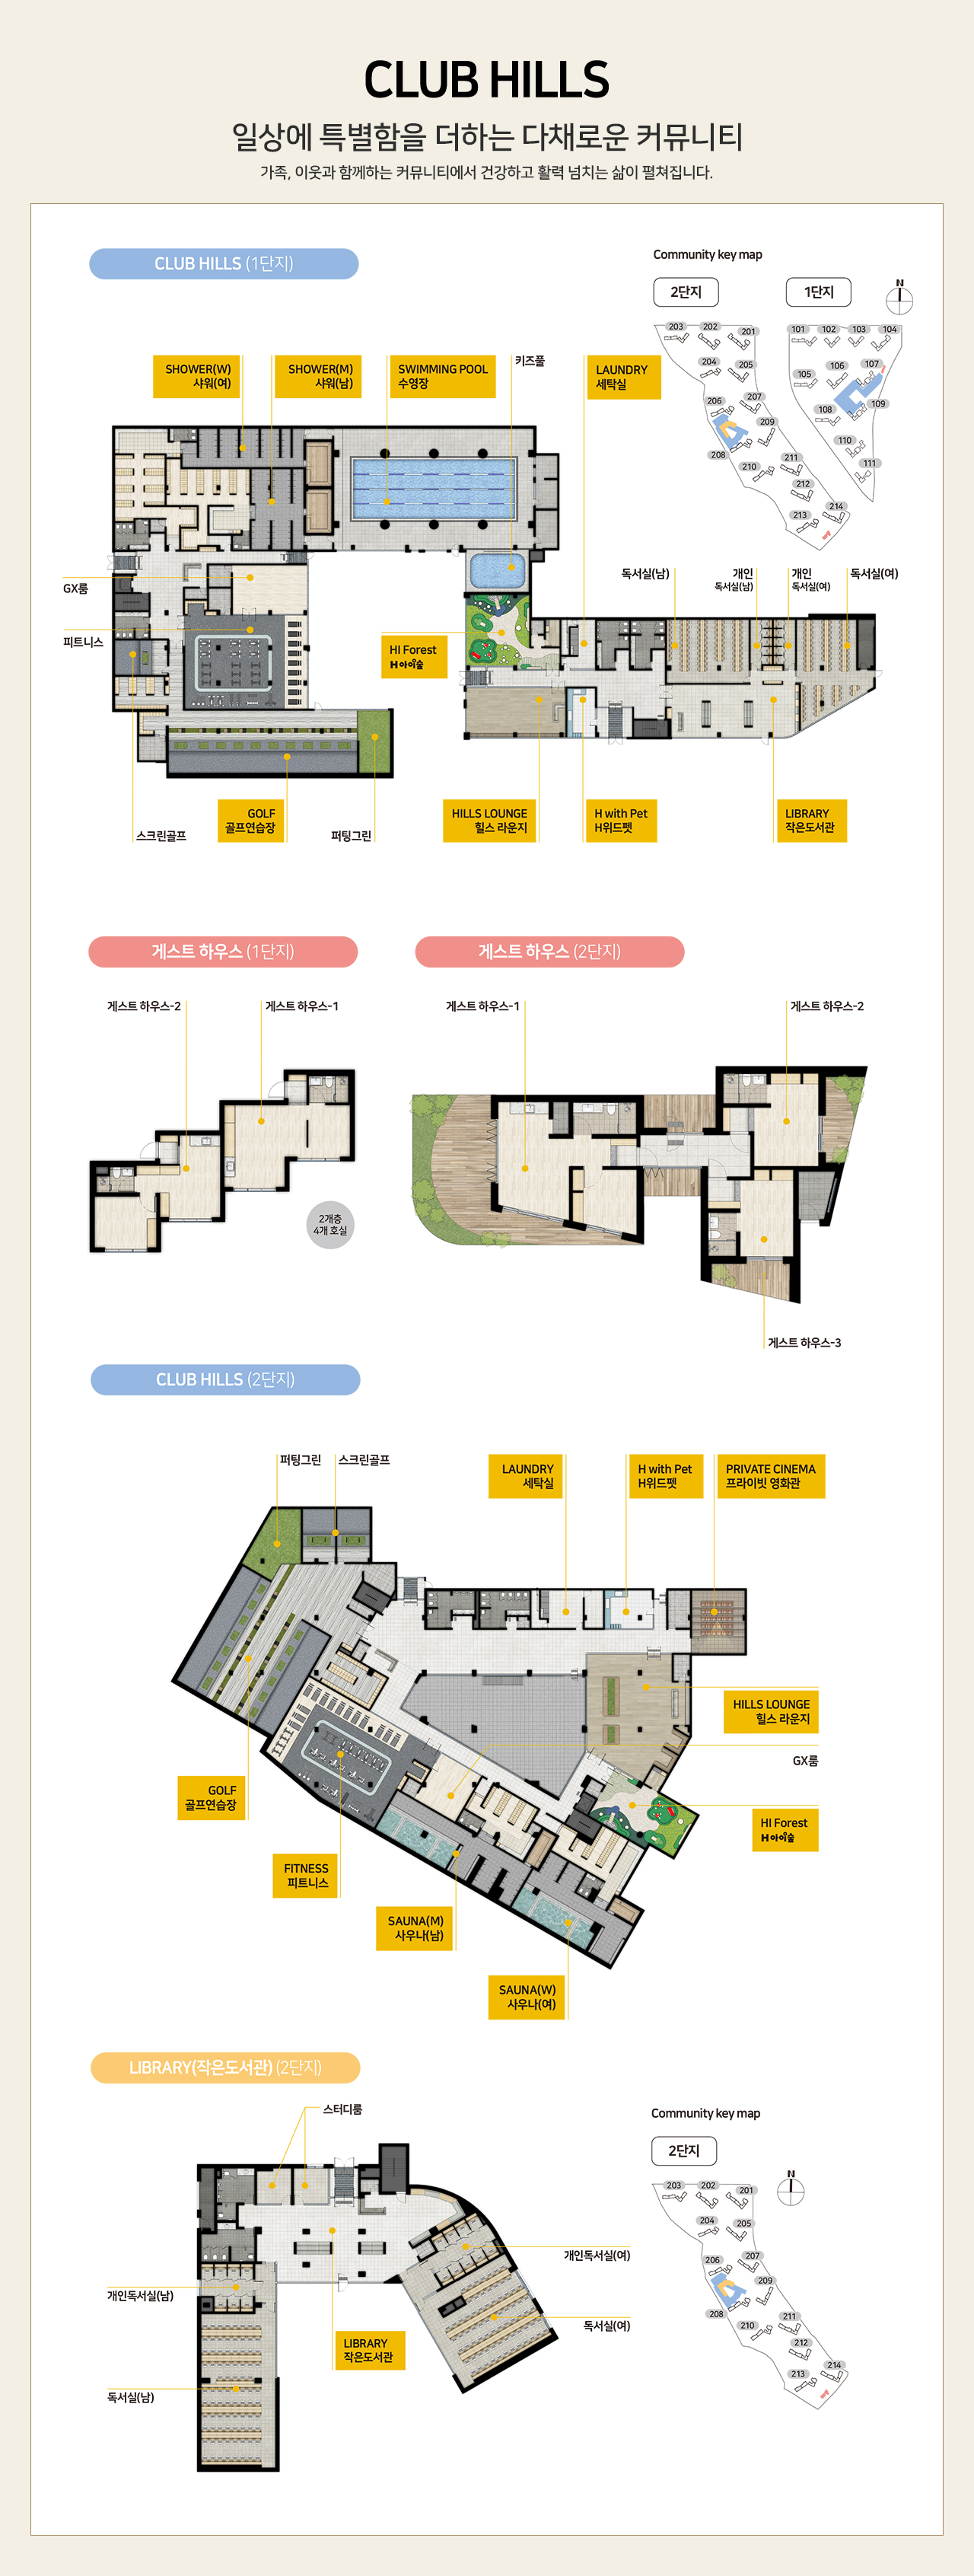 CLUB HILLS
일상에 특별함을 더하는 다채로운 커뮤니티
가족, 이웃과 함께하는 커뮤니티에서 건강하고 활력 넘치는 삶이 펼쳐집니다.
CLUB HILLS (1단지)
Community key map
2단지
1단지
N
203
202
201
204
205
206
207
208
209
210
211
212
213
214
101
102
103
104
105
106
107
108
109
110
111
SHOWER(W)
샤워(여)
SHOWER(M)
샤워(남)
SWIMMING POOL
수영장
키즈풀
LAUNDRY
세탁실
독서실(남)
개인
독서실(남)
개인
독서실(여)
독서실(여)
GX룸
피트니스
HI Forest
H아이숲
스크린골프
GOLF
골프연습장
퍼팅그린
HILLS LOUNGE
힐스 라운지
H with Pet
H위드펫
LIBRARY
작은도서관
게스트 하우스 (1단지)
게스트 하우스 (2단지)
게스트 하우스-2
게스트 하우스-1
2개층
4개 호실
게스트 하우스-1
게스트 하우스-2
게스트 하우스-3
CLUB HILLS (2단지)
퍼팅그린
스크린골프
LAUNDRY
세탁실
H with Pet
H위드펫
PRIVATE CINEMA
프라이빗 영화관
HILLS LOUNGE
힐스 라운지
GX룸
GOLF
골프연습장
HI Forest
H아이숲
FITNESS
피트니스
SAUNA(M)
사우나(남)
SAUNA(W)
사우나(여)
LIBRARY(작은도서관) (2단지)
스터디룸
개인독서실(여)
개인독서실(남)
독서실(여)
LIBRARY
작은도서관
독서실(남)
Community key map
2단지
N
203
202
201
204
205
206
207
208
209
210
211
212
213
214